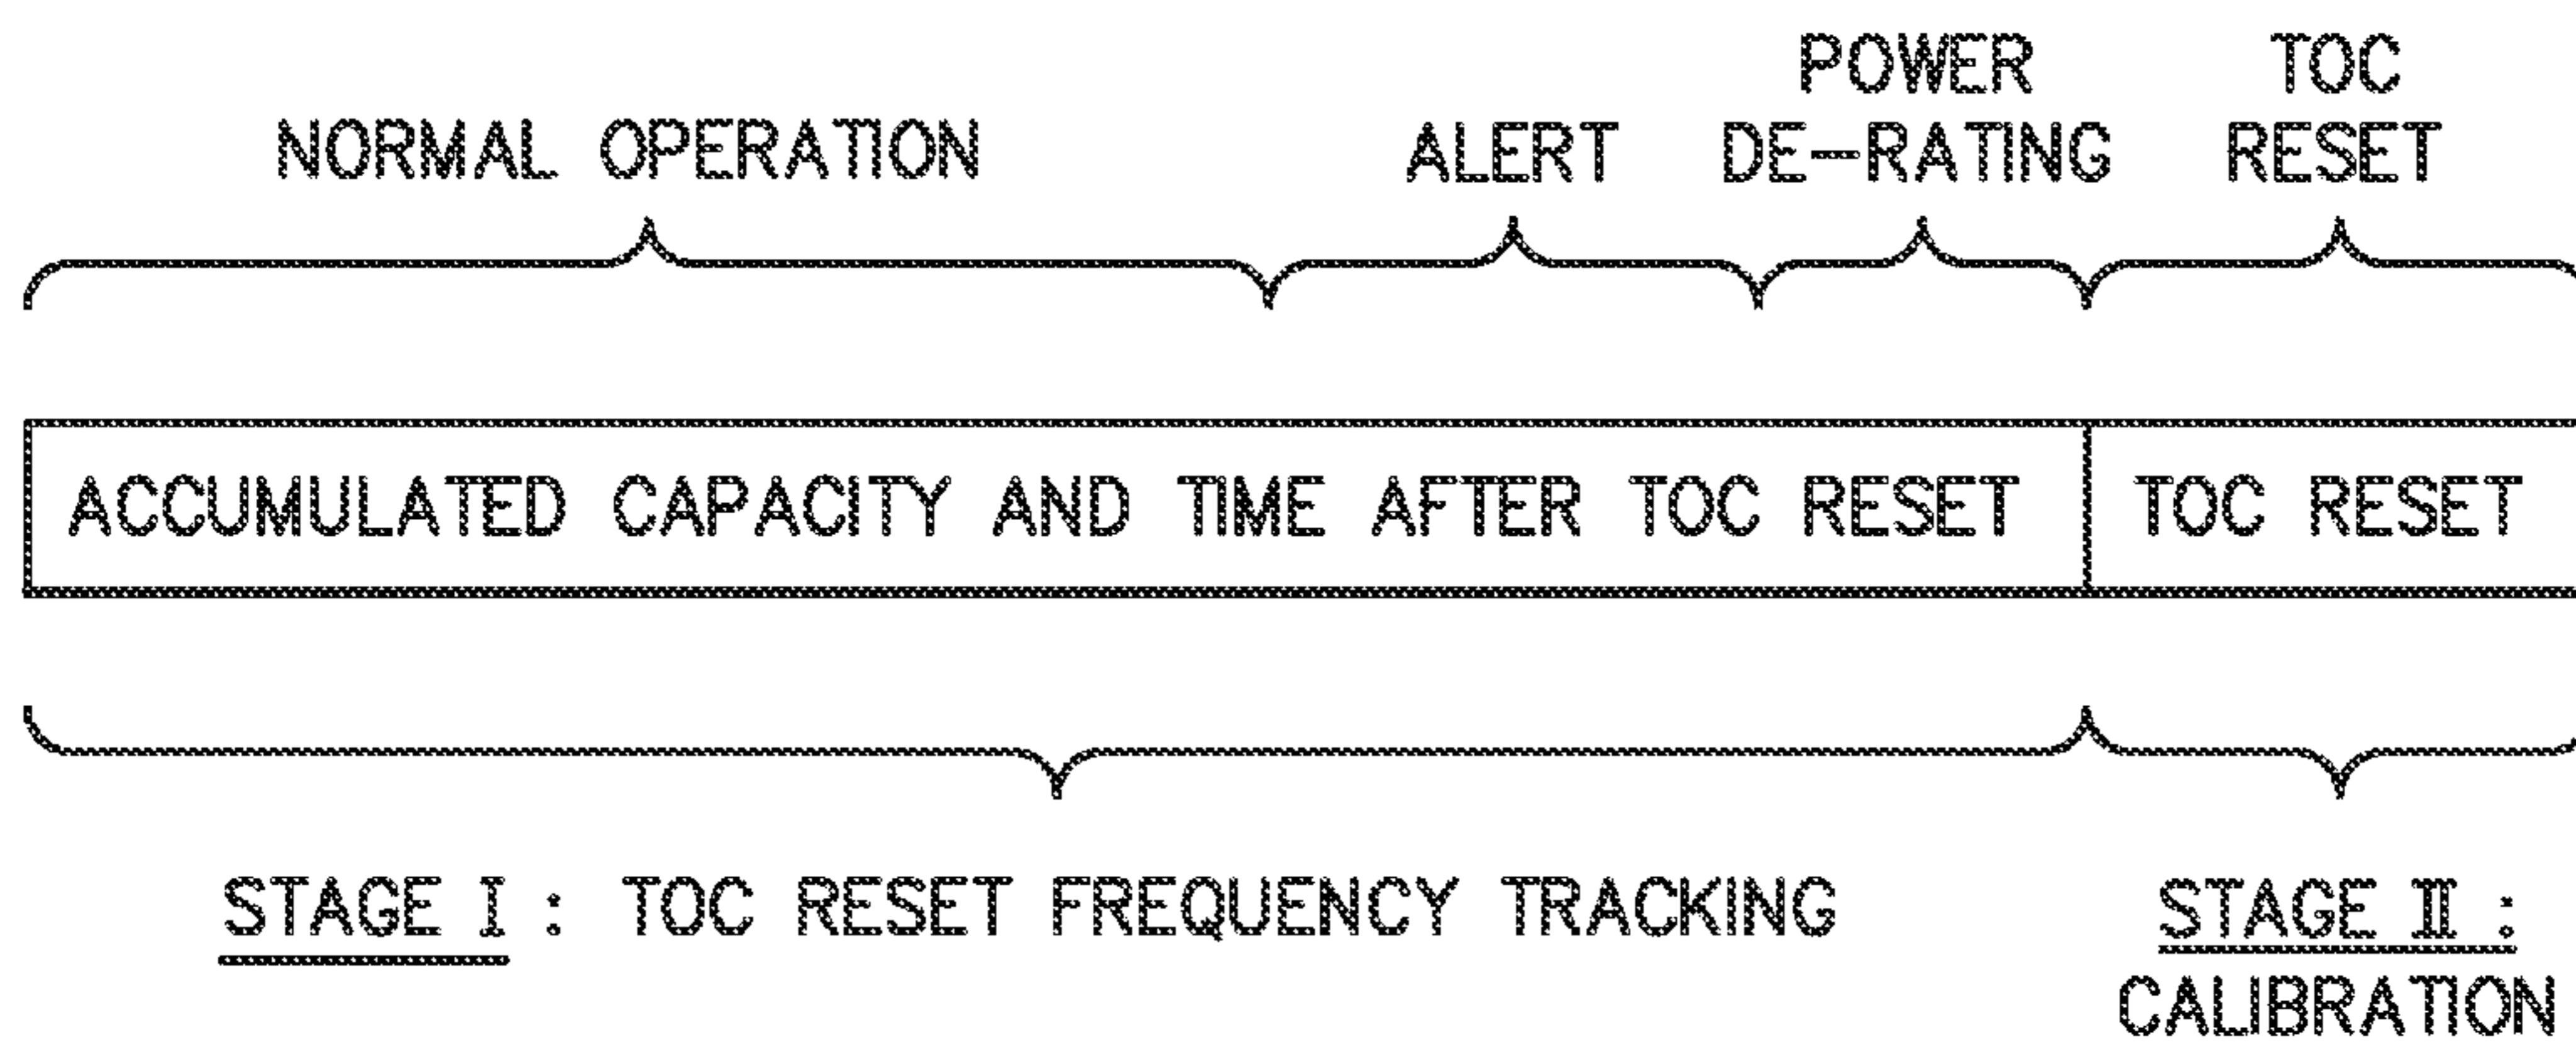 NORMAL OPERATION
ALERT
POWER
DE-RATING
TOC
RESET
ACCUMULATED CAPACITY AND TIME AFTER TOC RESET
TOC RESET
STAGE I : TOC RESET FREQUENCY TRACKING
STAGE II :
CALIBRATION